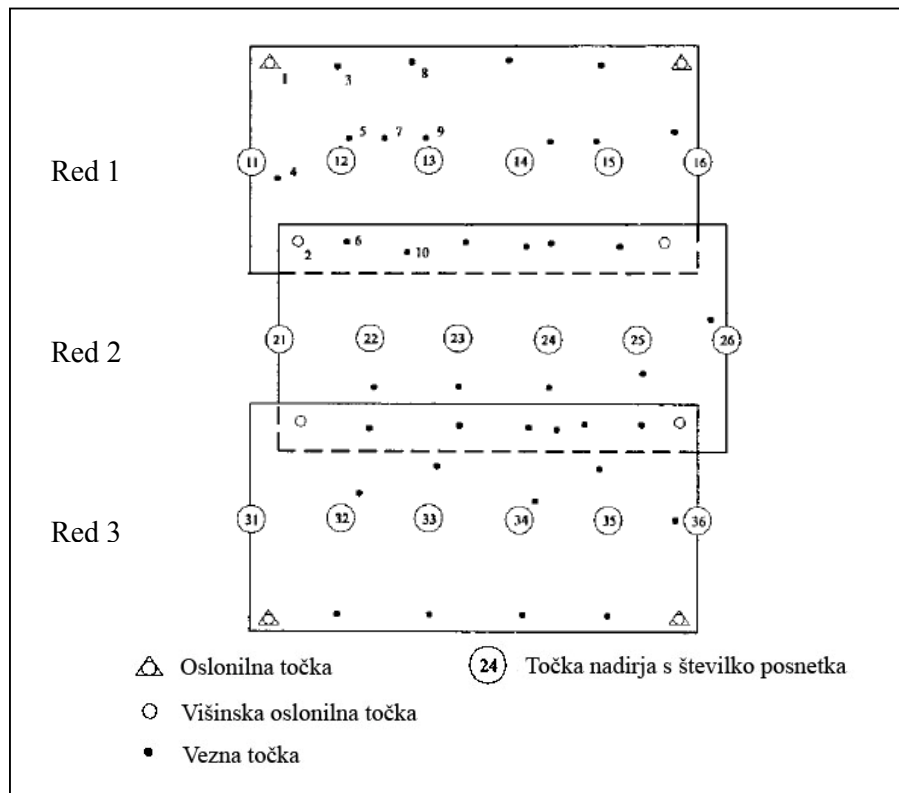 1 3 8
5 7 9
Red 1
11 12 13 14 15 16
4
2 6 10
Red 2
21 22 23 24 25 26
Red 3
31 32 33 34 35 36
Oslonilna točka
24 Točka nadirja s številko posnetka
Višinska oslonilna točka
Vezna točka